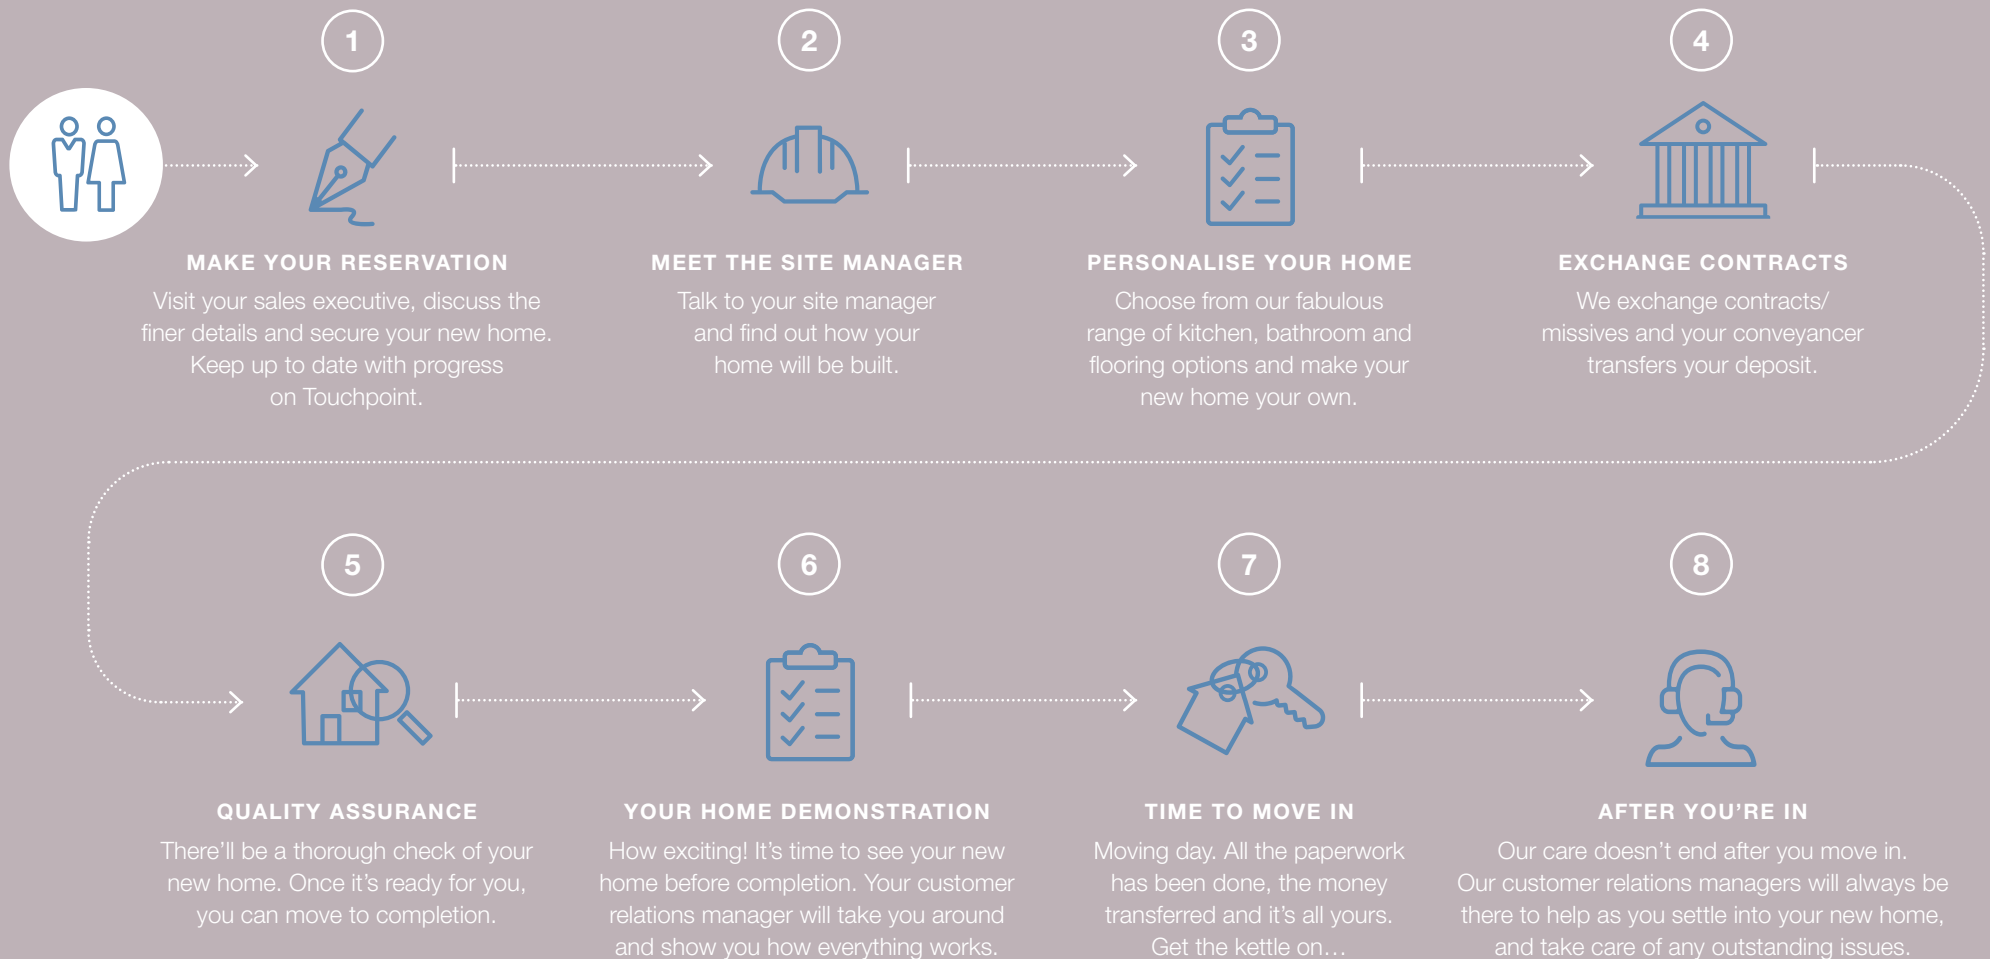 1
MAKE YOUR RESERVATION
Visit your sales executive, discuss the
finer details and secure your new home.
Keep up to date with progress
on Touchpoint.
2
MEET THE SITE MANAGER
Talk to your site manager
and find out how your
home will be built.
3
PERSONALISE YOUR HOME
Choose from our fabulous
range of kitchen, bathroom and
flooring options and make your
new home your own.
4
EXCHANGE CONTRACTS
We exchange contracts/
missives and your conveyancer
transfers your deposit.
5
QUALITY ASSURANCE
There’ll be a thorough check of your
new home. Once it’s ready for you,
you can move to completion.
6
YOUR HOME DEMONSTRATION
How exciting! It’s time to see your new
home before completion. Your customer
relations manager will take you around
and show you how everything works.
7
TIME TO MOVE IN
Moving day. All the paperwork
has been done, the money
transferred and it’s all yours.
Get the kettle on…
8
AFTER YOU’RE IN
Our care doesn’t end after you move in.
Our customer relations managers will always be
there to help as you settle into your new home,
and take care of any outstanding issues.